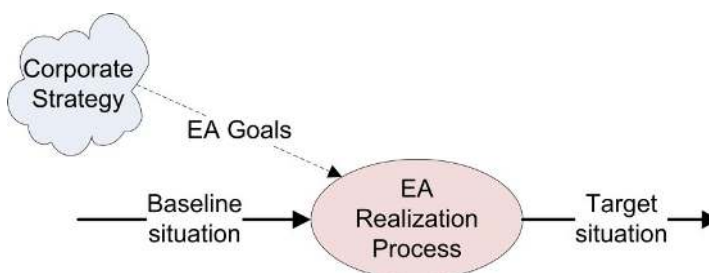 Corporate
Strategy
EA Goals
Baseline
situation
EA
Realization
Process
Target
situation